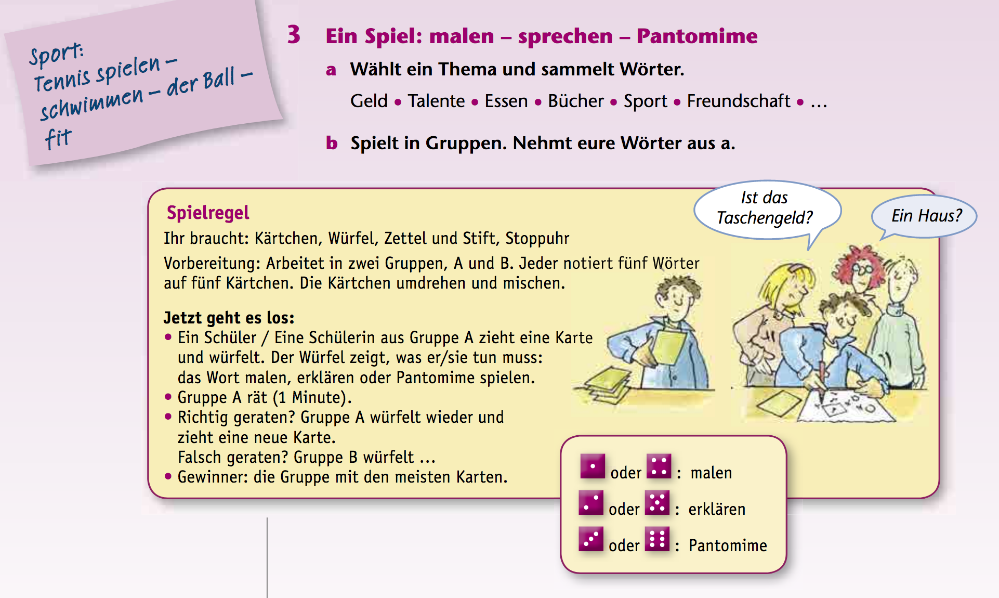 Sport:
Tennis spielen –
schwimmen – der Ball –
fit
3 Ein Spiel: malen – sprechen – Pantomime
a Wählt ein Thema und sammelt Wörter.
Geld • Talente • Essen • Bücher • Sport • Freundschaft • ...
b Spielt in Gruppen. Nehmt eure Wörter aus a.
Ist das
Taschengeld?
Ein Haus?
Spielregel
Ihr braucht: Kärtchen, Würfel, Zettel und Stift, Stoppuhr
Vorbereitung: Arbeitet in zwei Gruppen, A und B. Jeder notiert fünf Wörter
auf fünf Kärtchen. Die Kärtchen umdrehen und mischen.
Jetzt geht es los:
• Ein Schüler / Eine Schülerin aus Gruppe A zieht eine Karte
und würfelt. Der Würfel zeigt, was er/sie tun muss:
das Wort malen, erklären oder Pantomime spielen.
• Gruppe A rät (1 Minute).
• Richtig geraten? Gruppe A würfelt wieder und
zieht eine neue Karte.
Falsch geraten? Gruppe B würfelt ...
• Gewinner: die Gruppe mit den meisten Karten.
oder : malen
oder : erklären
oder : Pantomime